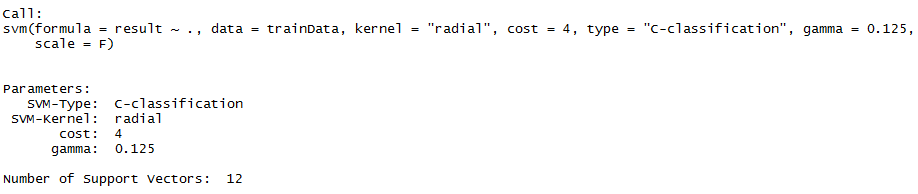 Call:
svm(formula = result ~ ., data = trainData, kernel = "radial", cost = 4, type = "C-classification", gamma = 0.125,
    scale = F)
Parameters:
   SVM-Type:  C-classification
 SVM-Kernel:  radial
       cost:  4
      gamma:  0.125
Number of Support Vectors:  12